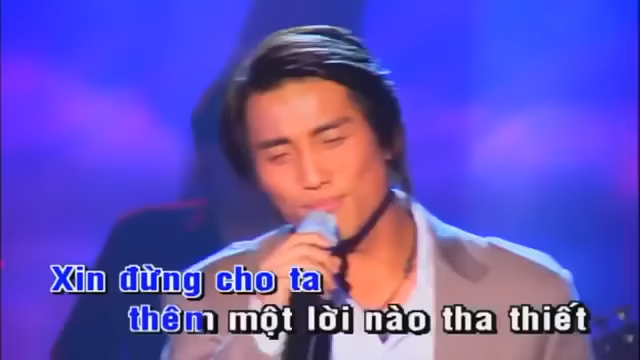 Xin đừng cho ta
thêm một lời nào tha thiết